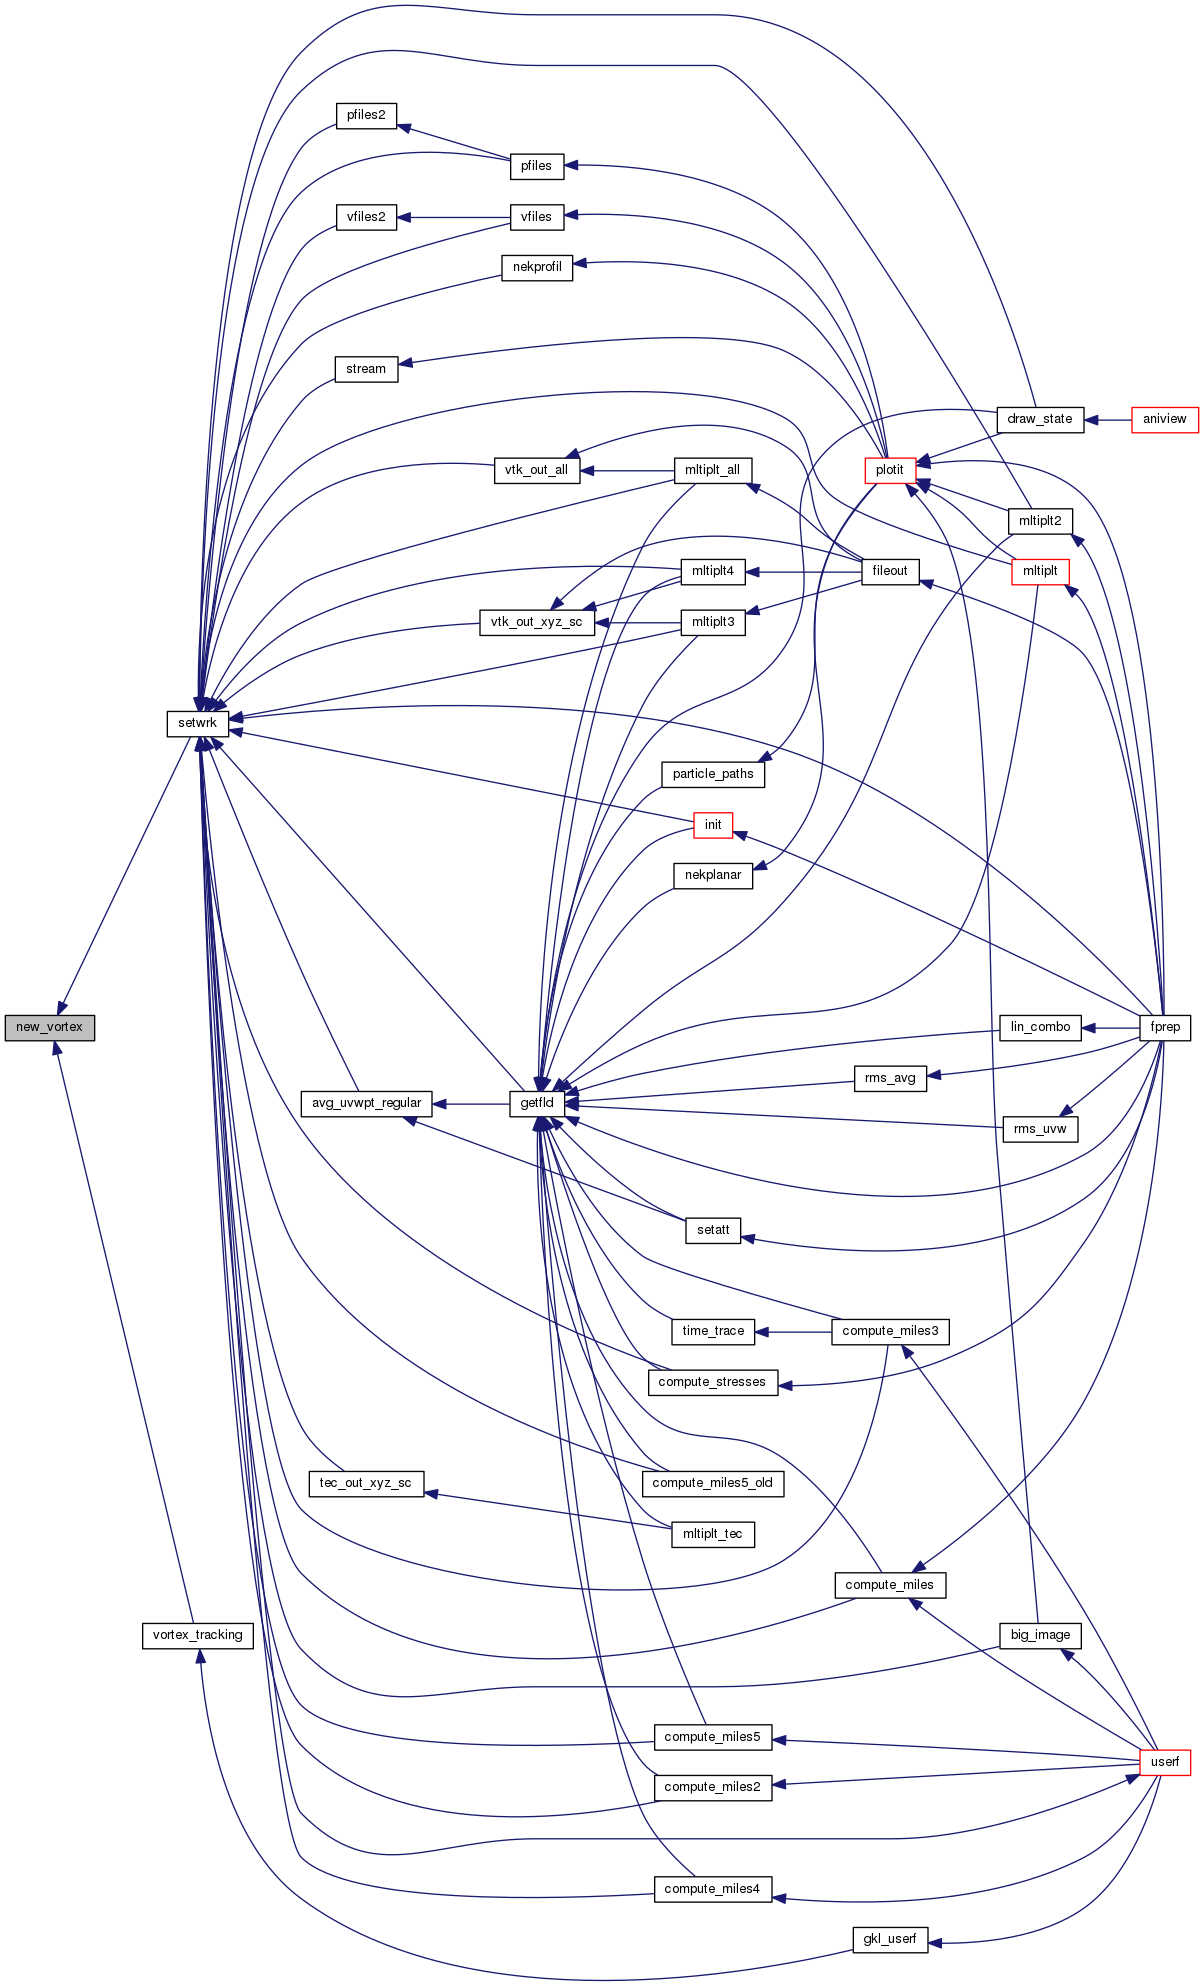 pfiles2
pfiles
vfiles2
vfiles
nekprofil
stream
draw_state
aniview
vtk_out_all
mltiplt_all
plotit
mltiplt2
mltiplt4
fileout
mltiplt
vtk_out_xyz_sc
mltiplt3
setwrk
particle_paths
init
nekplanar
new_vortex
lin_combo
fprep
rms_avg
avg_uvwpt_regular
getfld
rms_uvw
setatt
time_trace
compute_miles3
compute_stresses
tec_out_xyz_sc
compute_miles5_old
mltiplt_tec
compute_miles
vortex_tracking
big_image
compute_miles5
userf
compute_miles2
compute_miles4
gkl_userf